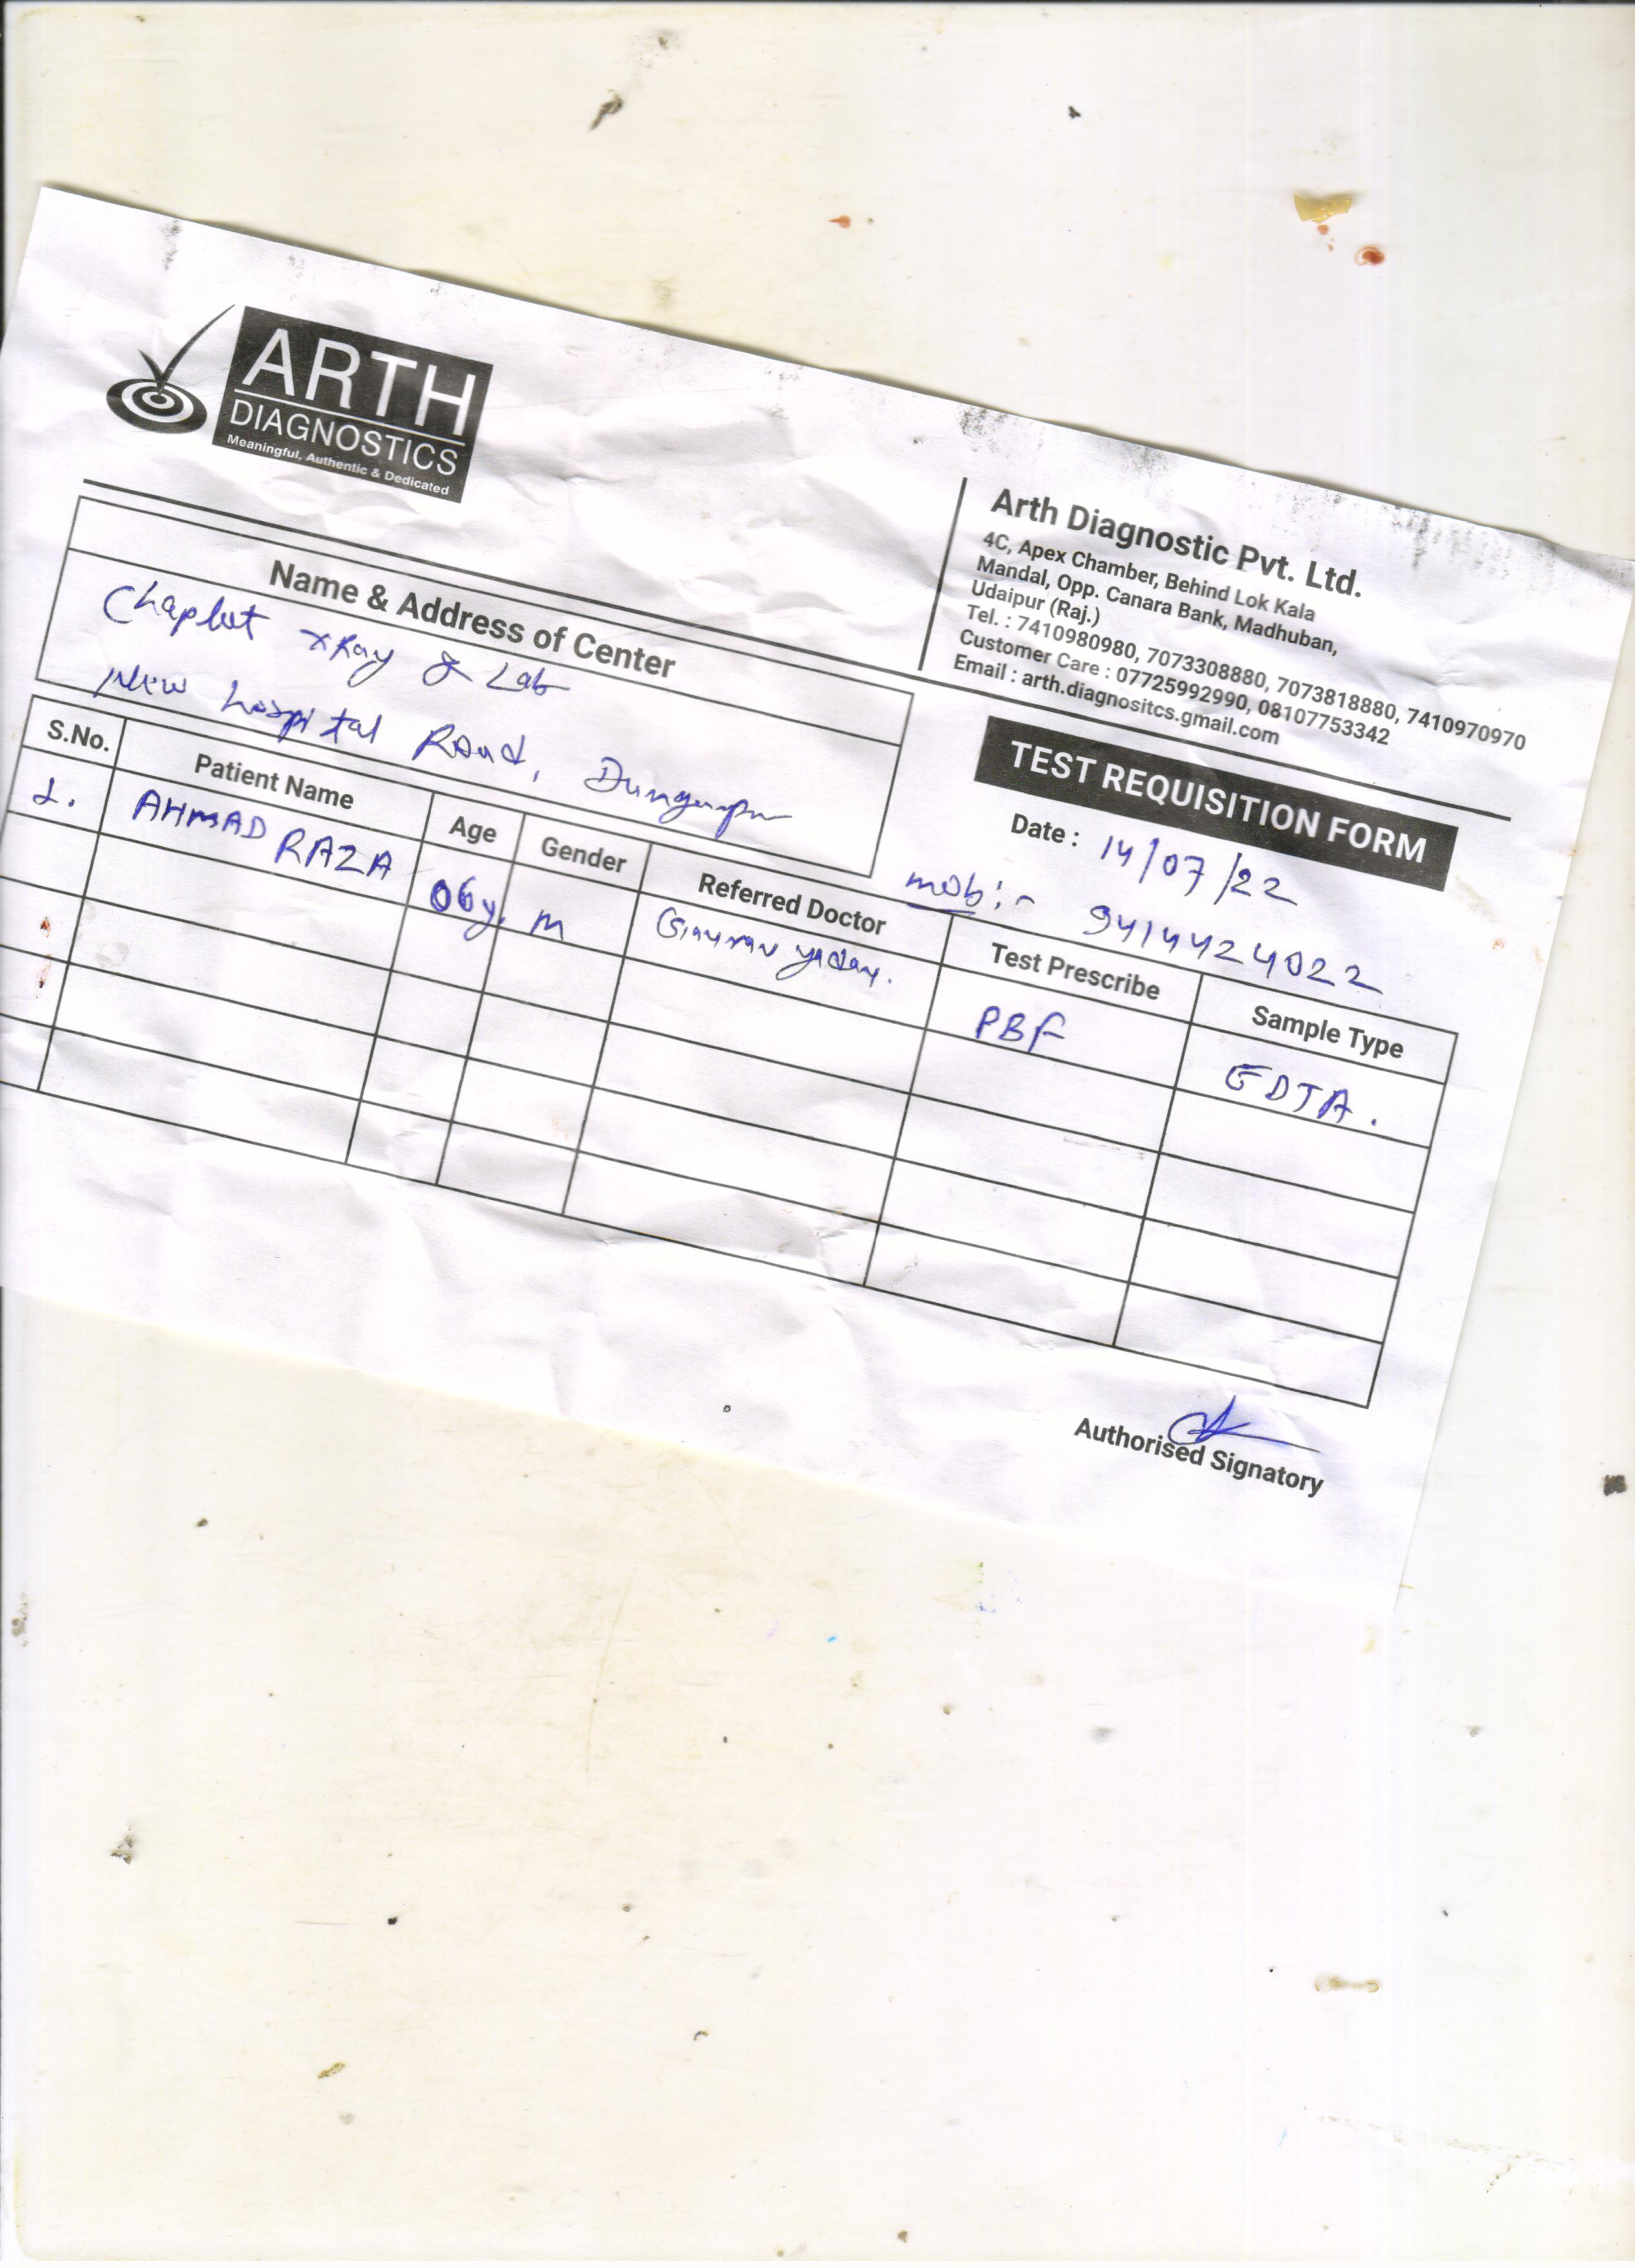 ARTH
DIAGNOSTICS
Meaningful, Authentic & Dedicated
Arth Diagnostic Pvt. Ltd.
4C, Apex Chamber, Behind Lok Kala
Mandal, Opp. Canara Bank, Madhuban,
Udaipur (Raj.)
Tel. : 7410980980, 7073308880, 7073818880, 7410970970
Customer Care : 07725992990, 08107753342
Email : arth.diagnositcs.gmail.com
Name & Address of Center
Chaplot xRay & Lab
New hospital Road, Dungarpur
TEST REQUISITION FORM
Date : 14/07/22
mob:- 9414424022
S.No. Patient Name Age Gender Referred Doctor Test Prescribe Sample Type
1. AHMAD RAZA 06y. M Gaurav yadav. PBF EDTA.
Authorised Signatory